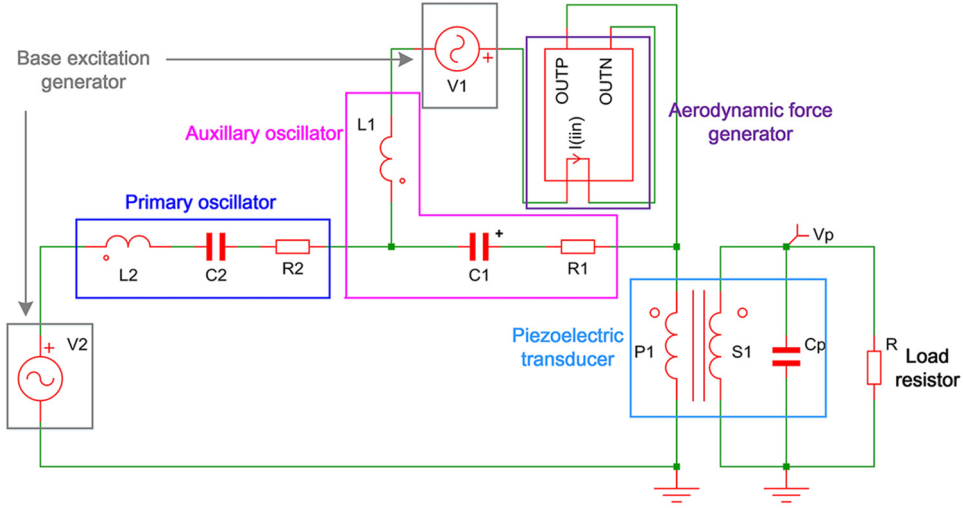 Base excitation
generator
V1
+
OUTP
OUTN
I(iin)
Aerodynamic force
generator
Auxillary oscillator
L1
Primary oscillator
L2
C2
R2
C1
+
R1
Vp
V2
+
Piezoelectric
transducer
P1
S1
Cp
R
Load
resistor